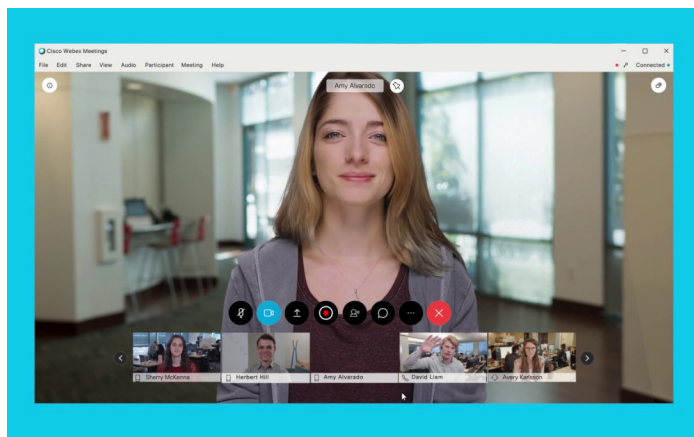 Cisco Webex Meetings
File Edit Share View Audio Participant Meeting Help
Connected
Amy Alvarado
Sherry McKenna
Herbert Hill
Amy Alvarado
David Liam
Avery Karlsson